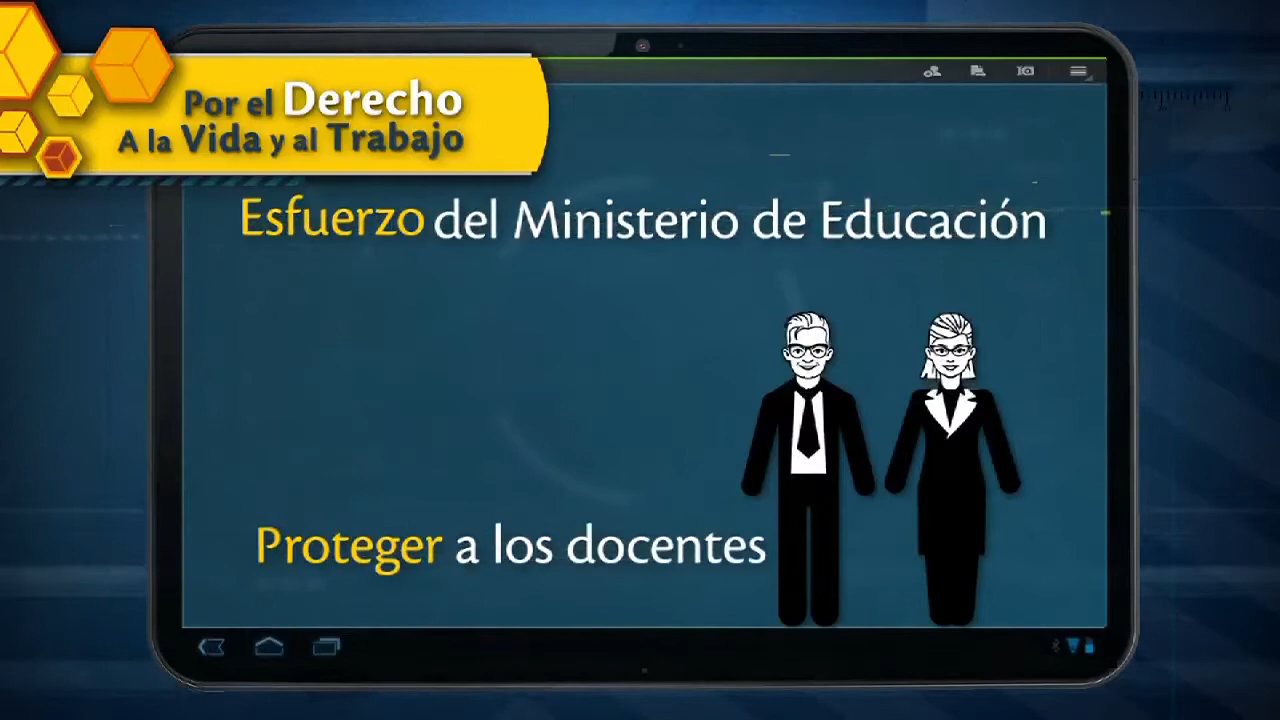 Por el Derecho
A la Vida y al Trabajo
Esfuerzo del Ministerio de Educación
Proteger a los docentes